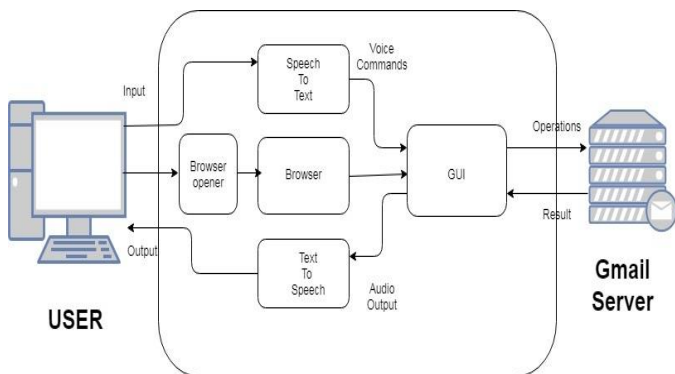 Speech
To
Text
Voice
Commands
Input
Operations
Browser
opener
Browser
GUI
Result
Output
Text
To
Speech
Audio
Output
USER
Gmail
Server